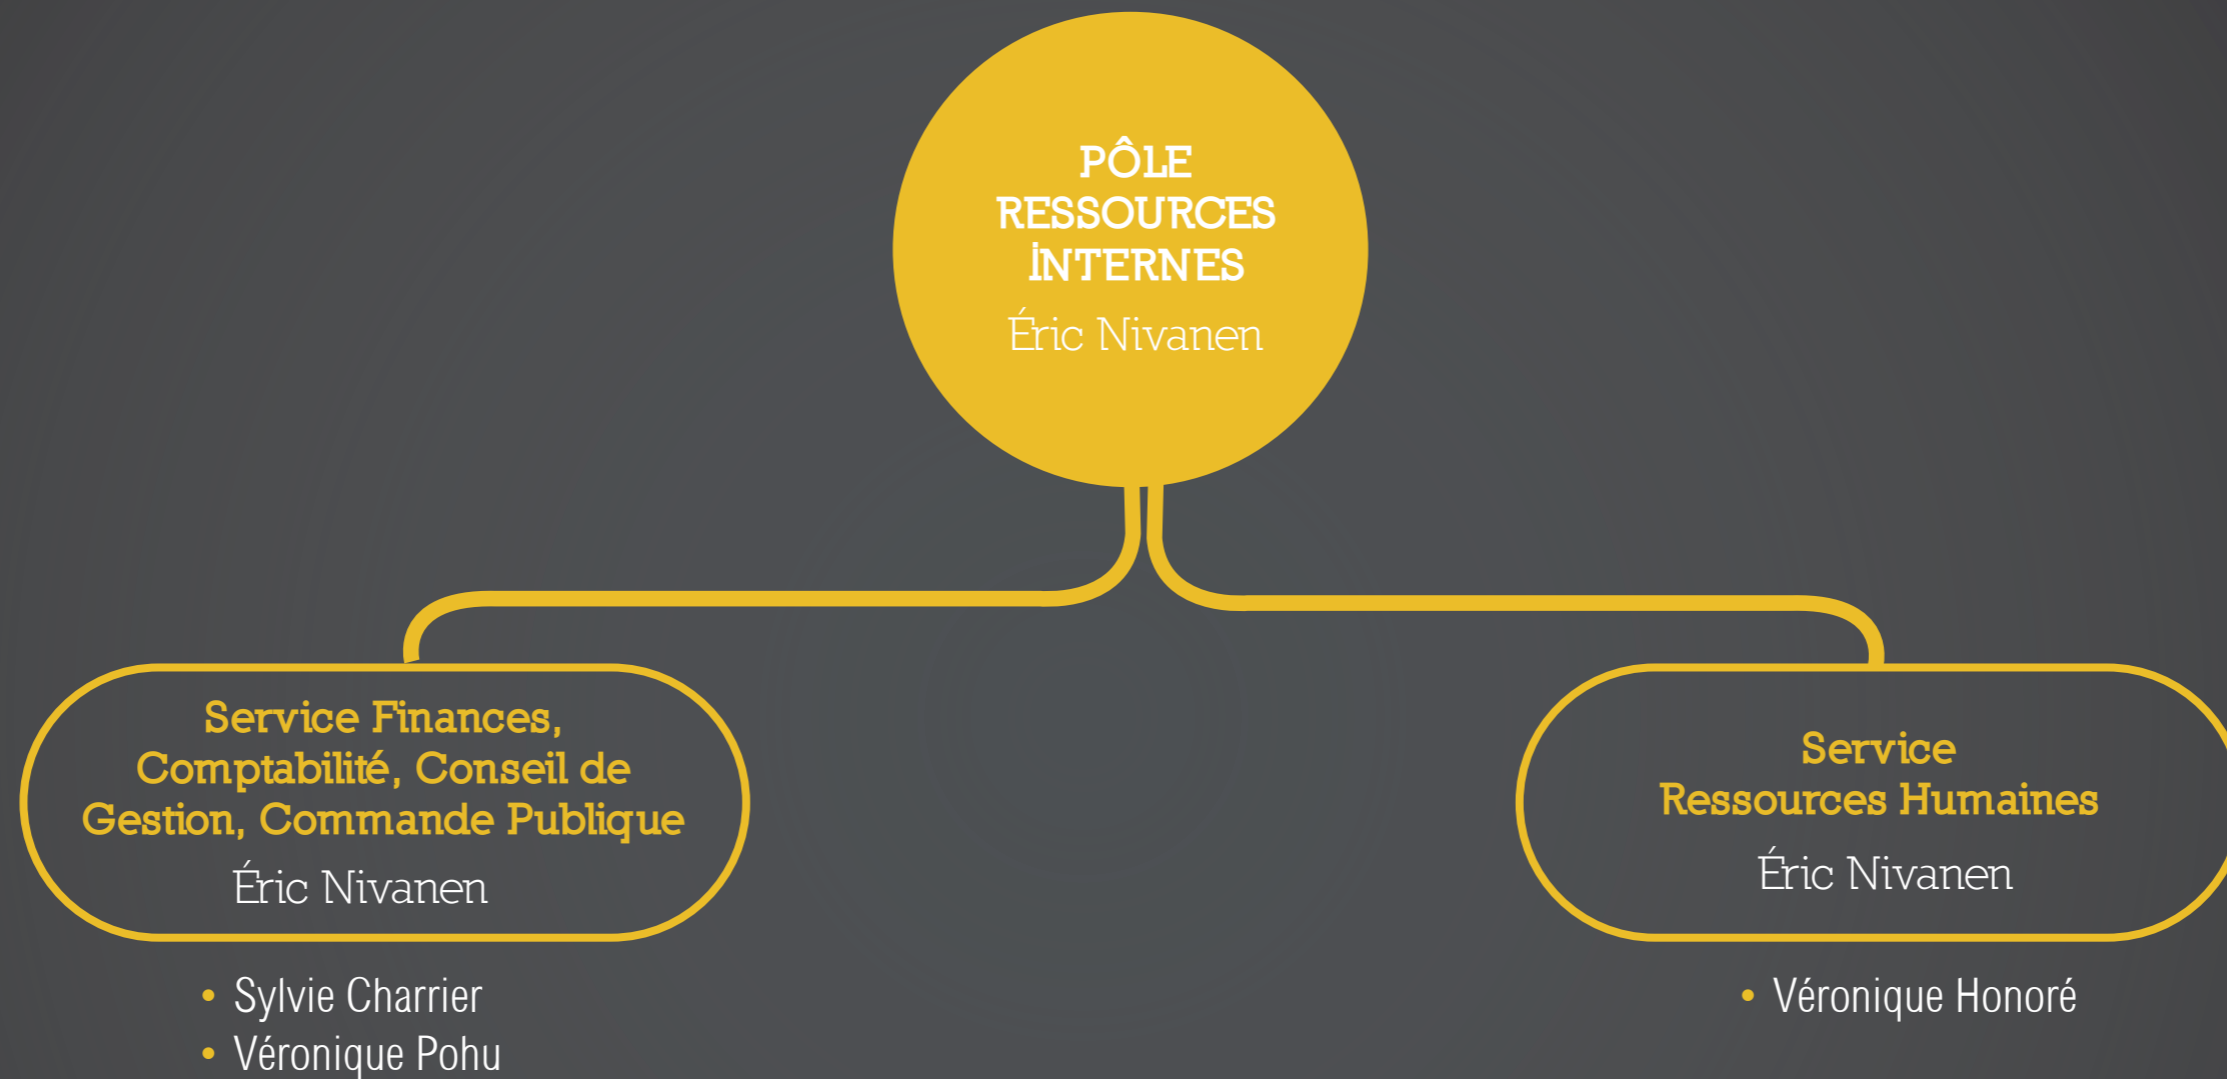 PÔLE
RESSOURCES
INTERNES
Éric Nivanen
Service Finances,
Comptabilité, Conseil de
Gestion, Commande Publique
Éric Nivanen
• Sylvie Charrier
• Véronique Pohu
Service
Ressources Humaines
Éric Nivanen
• Véronique Honoré